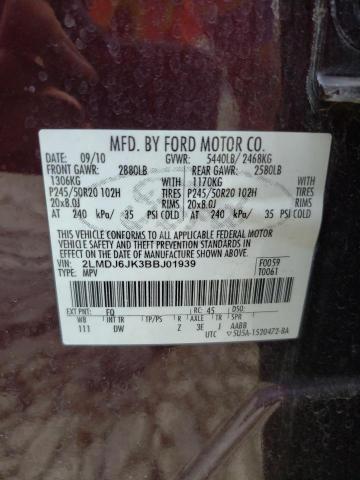 MFD. BY FORD MOTOR CO.
DATE: 09/10 GVWR: 5440LB/ 2468KG
FRONT GAWR: 2880LB REAR GAWR: 2580LB
1306KG WITH 1170KG WITH
P245/50R20 102H TIRES P245/50R20 102H TIRES
20x8.0J RIMS 20x8.0J RIMS
AT 240 kPa/ 35 PSI COLD AT 240 kPa/ 35 PSI COLD
THIS VEHICLE CONFORMS TO ALL APPLICABLE FEDERAL MOTOR
VEHICLE SAFETY AND BUMPER STANDARDS IN EFFECT ON THE DATE
OF MANUFACTURE SHOWN ABOVE.
VIN: 2LMDJ6JK3BBJ01939 F0059
TYPE: MPV T0061
EXT PNT: FQ RC: 45 DSO:
WB INT TR TP/PS R AXLE TR SPR
111 DW Z 3E J AABB
UTC 5U5A-1520472-BA